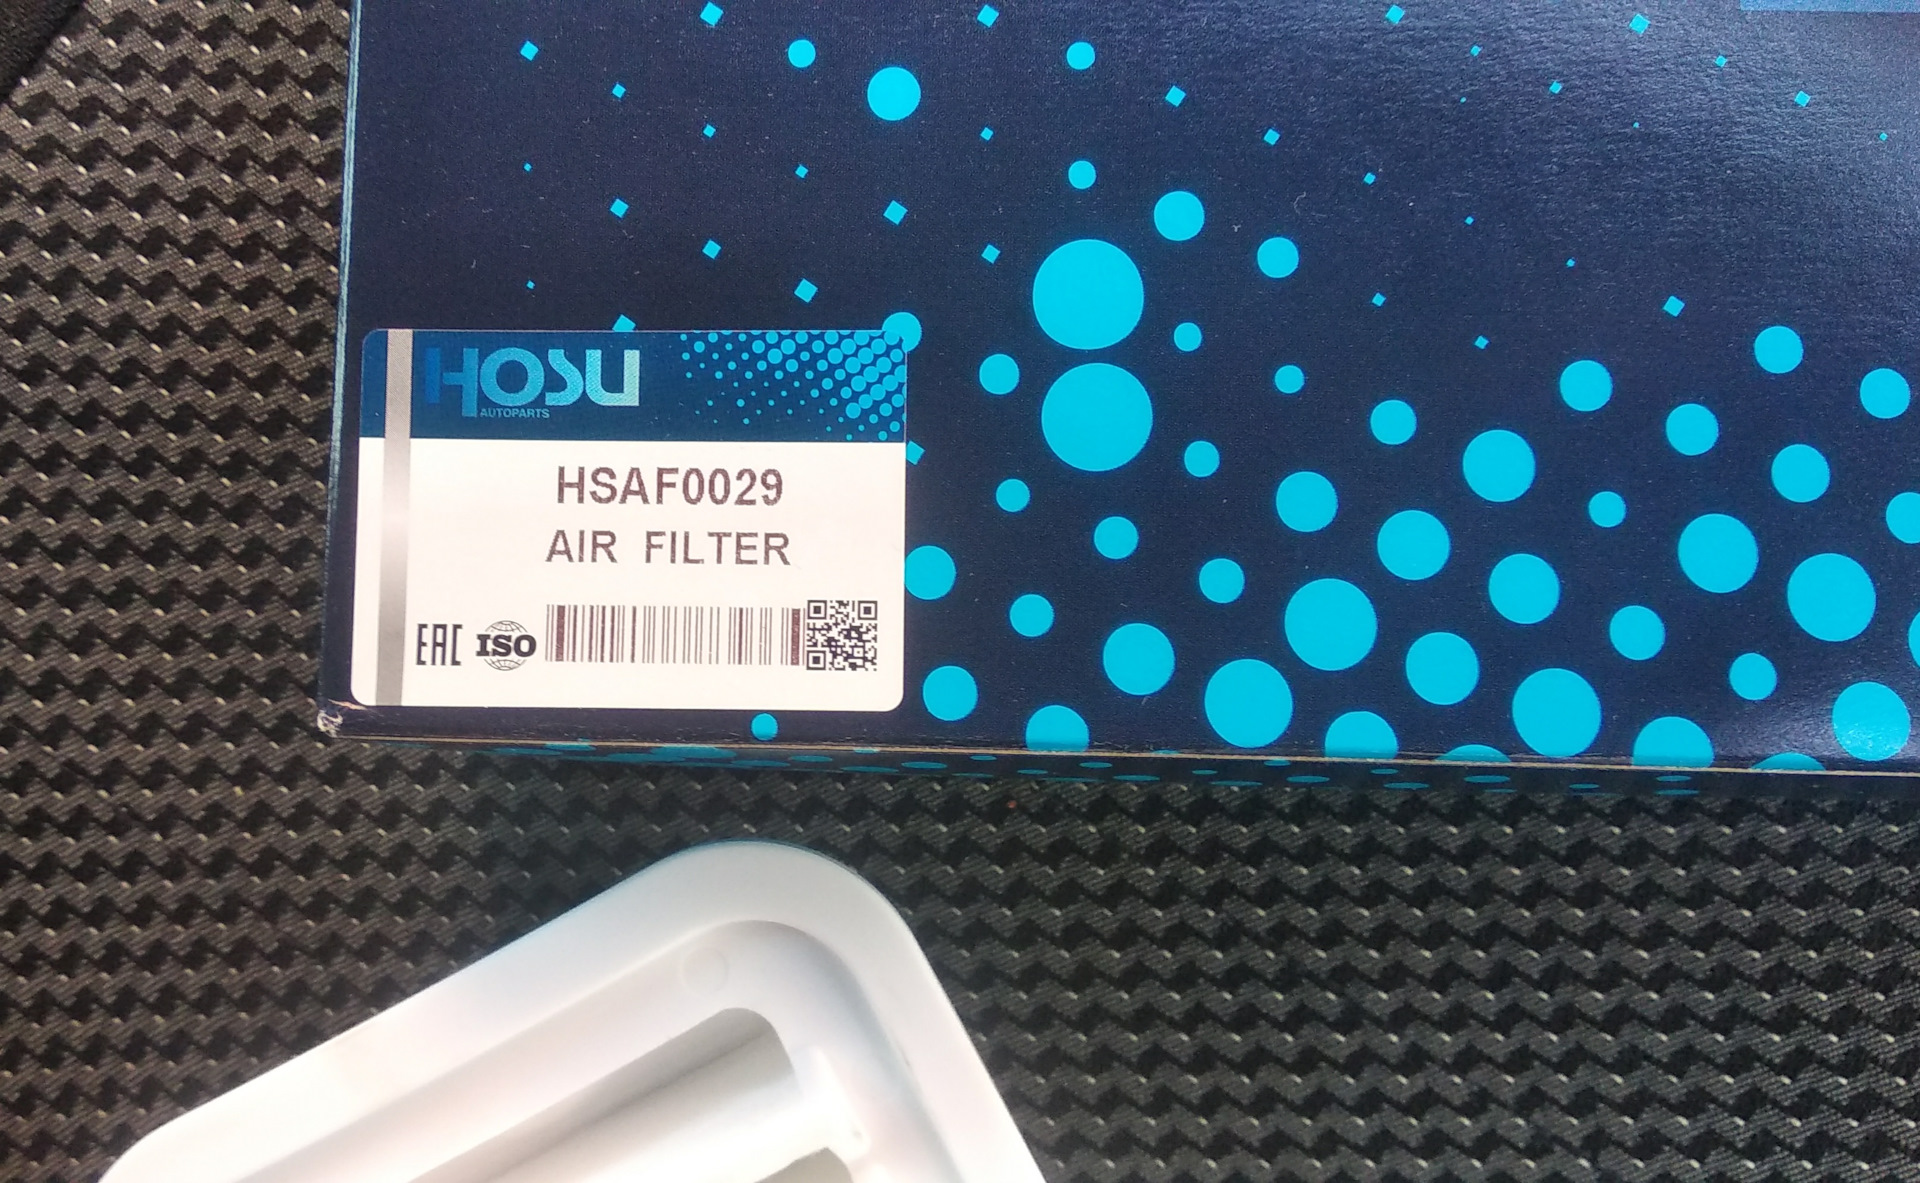 HOSU
AUTOPARTS
HSAF0029
AIR FILTER
EAC ISO